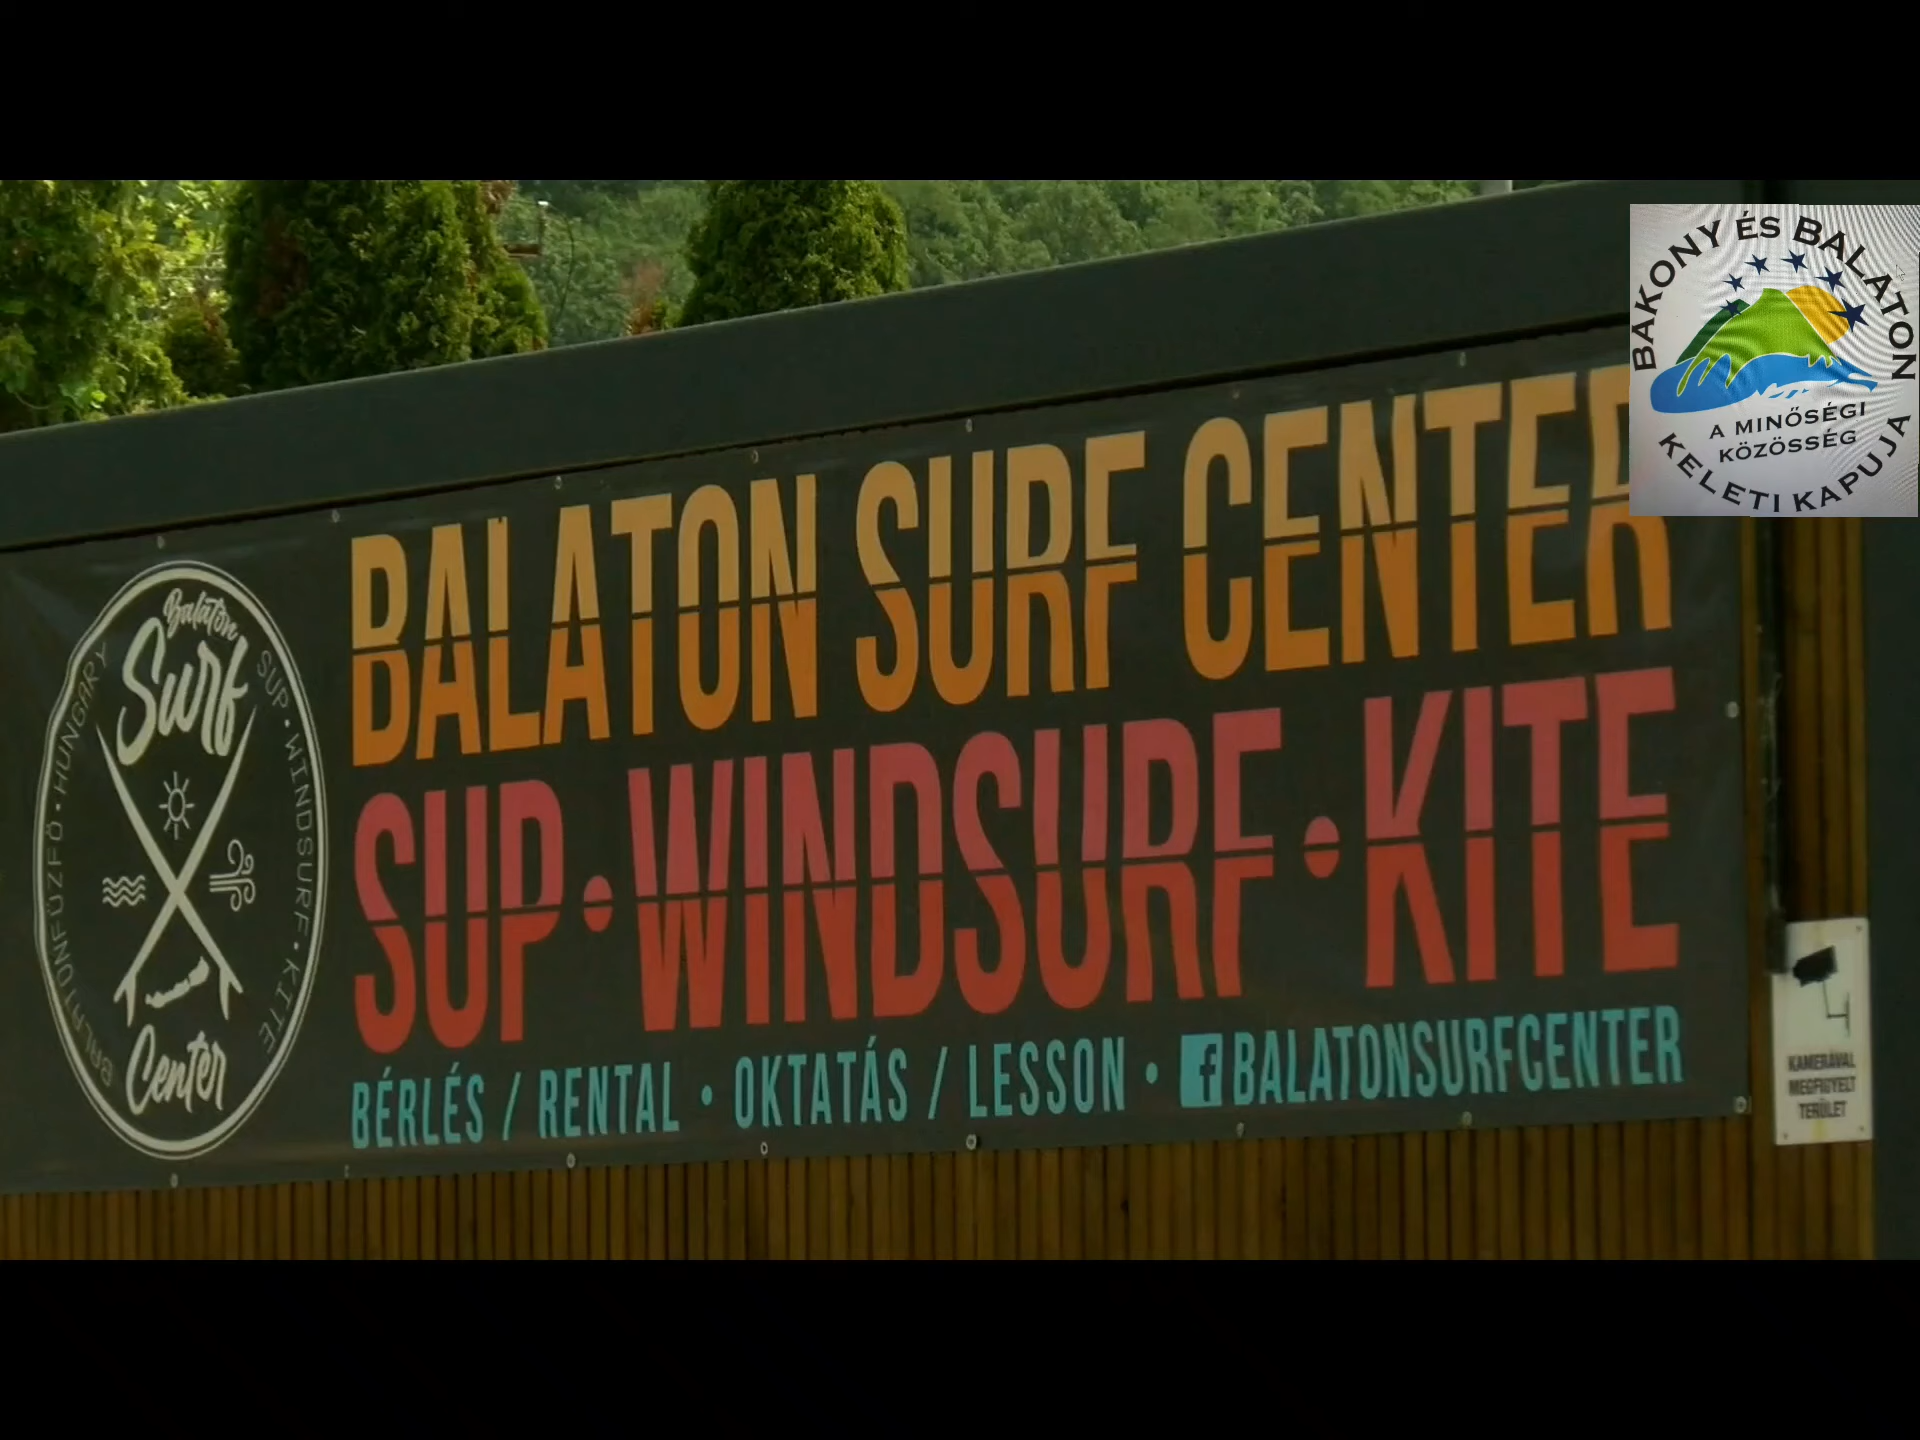 BAKONY ÉS BALATON
A MINŐSÉGI
KÖZÖSSÉG
KELETI KAPUJA
BALATON SURF CENTER
SUP · WINDSURF · KITE
BÉRLÉS / RENTAL · OKTATÁS / LESSON · f BALATONSURFCENTER
Balaton
Surf
Center
BALATONFŰZFŐ · HUNGARY
SUP · WINDSURF · KITE
KAMERÁVAL
MEGFIGYELT
TERÜLET